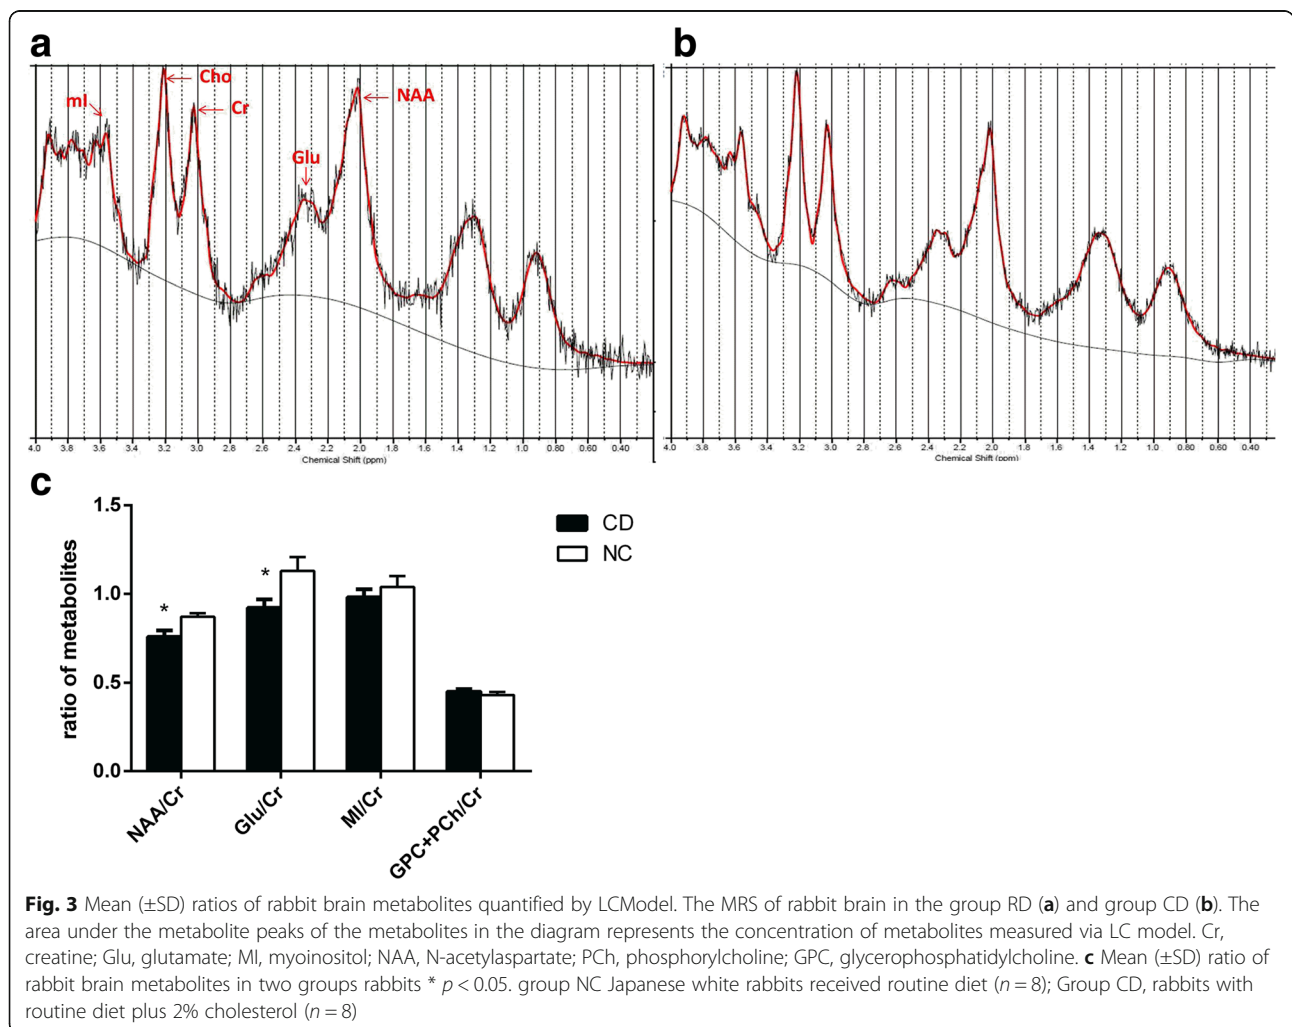 a
b
Cho
mI
Cr
NAA
Glu
4.0 3.8 3.6 3.4 3.2 3.0 2.8 2.6 2.4 2.2 2.0 1.8 1.6 1.4 1.2 1.0 0.80 0.60 0.40
Chemical Shift (ppm)
4.0 3.8 3.6 3.4 3.2 3.0 2.8 2.6 2.4 2.2 2.0 1.8 1.6 1.4 1.2 1.0 0.80 0.60 0.40
Chemical Shift (ppm)
c
ratio of metabolites
1.5
1.0
0.5
0.0
*
*
CD
NC
NAA/Cr
Glu/Cr
MI/Cr
GPC+PCh/Cr
Fig. 3 Mean (±SD) ratios of rabbit brain metabolites quantified by LCModel. The MRS of rabbit brain in the group RD (a) and group CD (b). The
area under the metabolite peaks of the metabolites in the diagram represents the concentration of metabolites measured via LC model. Cr,
creatine; Glu, glutamate; MI, myoinositol; NAA, N-acetylaspartate; PCh, phosphorylcholine; GPC, glycerophosphatidylcholine. c Mean (±SD) ratio of
rabbit brain metabolites in two groups rabbits * p < 0.05. group NC Japanese white rabbits received routine diet (n = 8); Group CD, rabbits with
routine diet plus 2% cholesterol (n = 8)